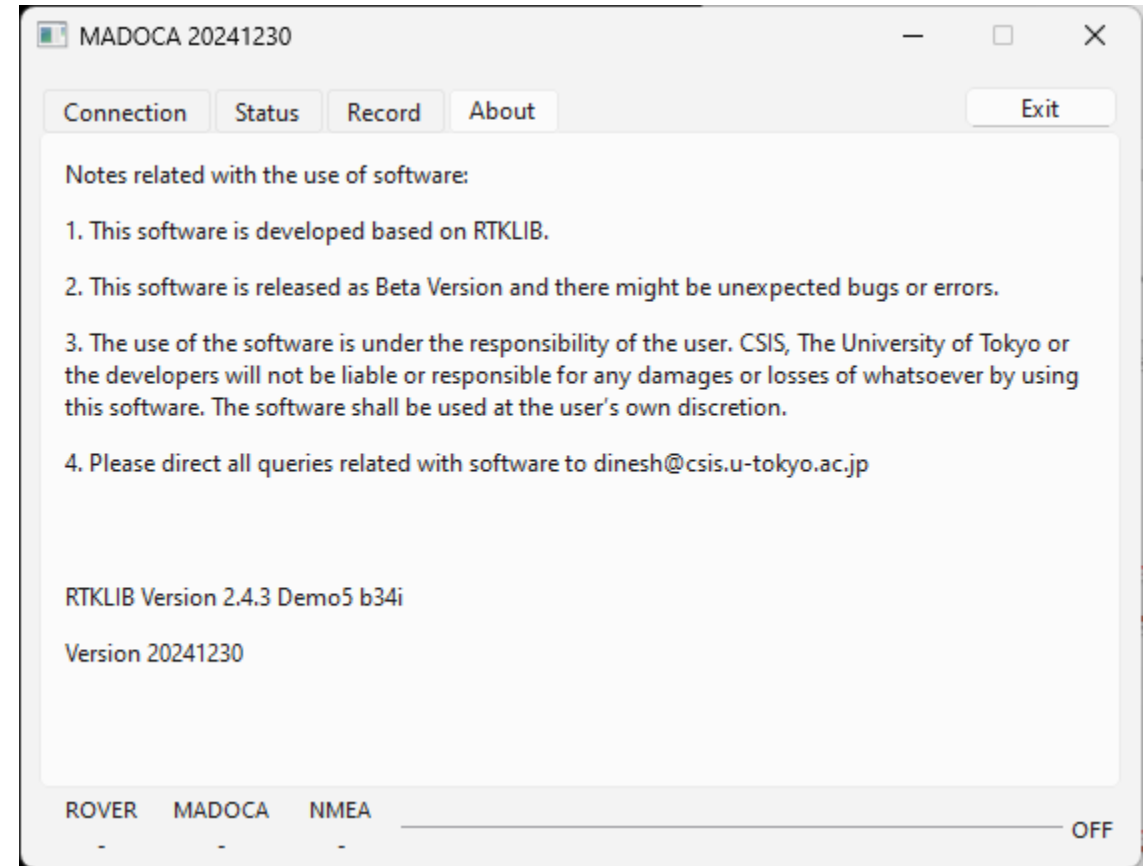 MADOCA 20241230
Connection Status Record About Exit
Notes related with the use of software:
1. This software is developed based on RTKLIB.
2. This software is released as Beta Version and there might be unexpected bugs or errors.
3. The use of the software is under the responsibility of the user. CSIS, The University of Tokyo or
the developers will not be liable or responsible for any damages or losses of whatsoever by using
this software. The software shall be used at the user's own discretion.
4. Please direct all queries related with software to dinesh@csis.u-tokyo.ac.jp
RTKLIB Version 2.4.3 Demo5 b34i
Version 20241230
ROVER MADOCA NMEA
- - -
OFF